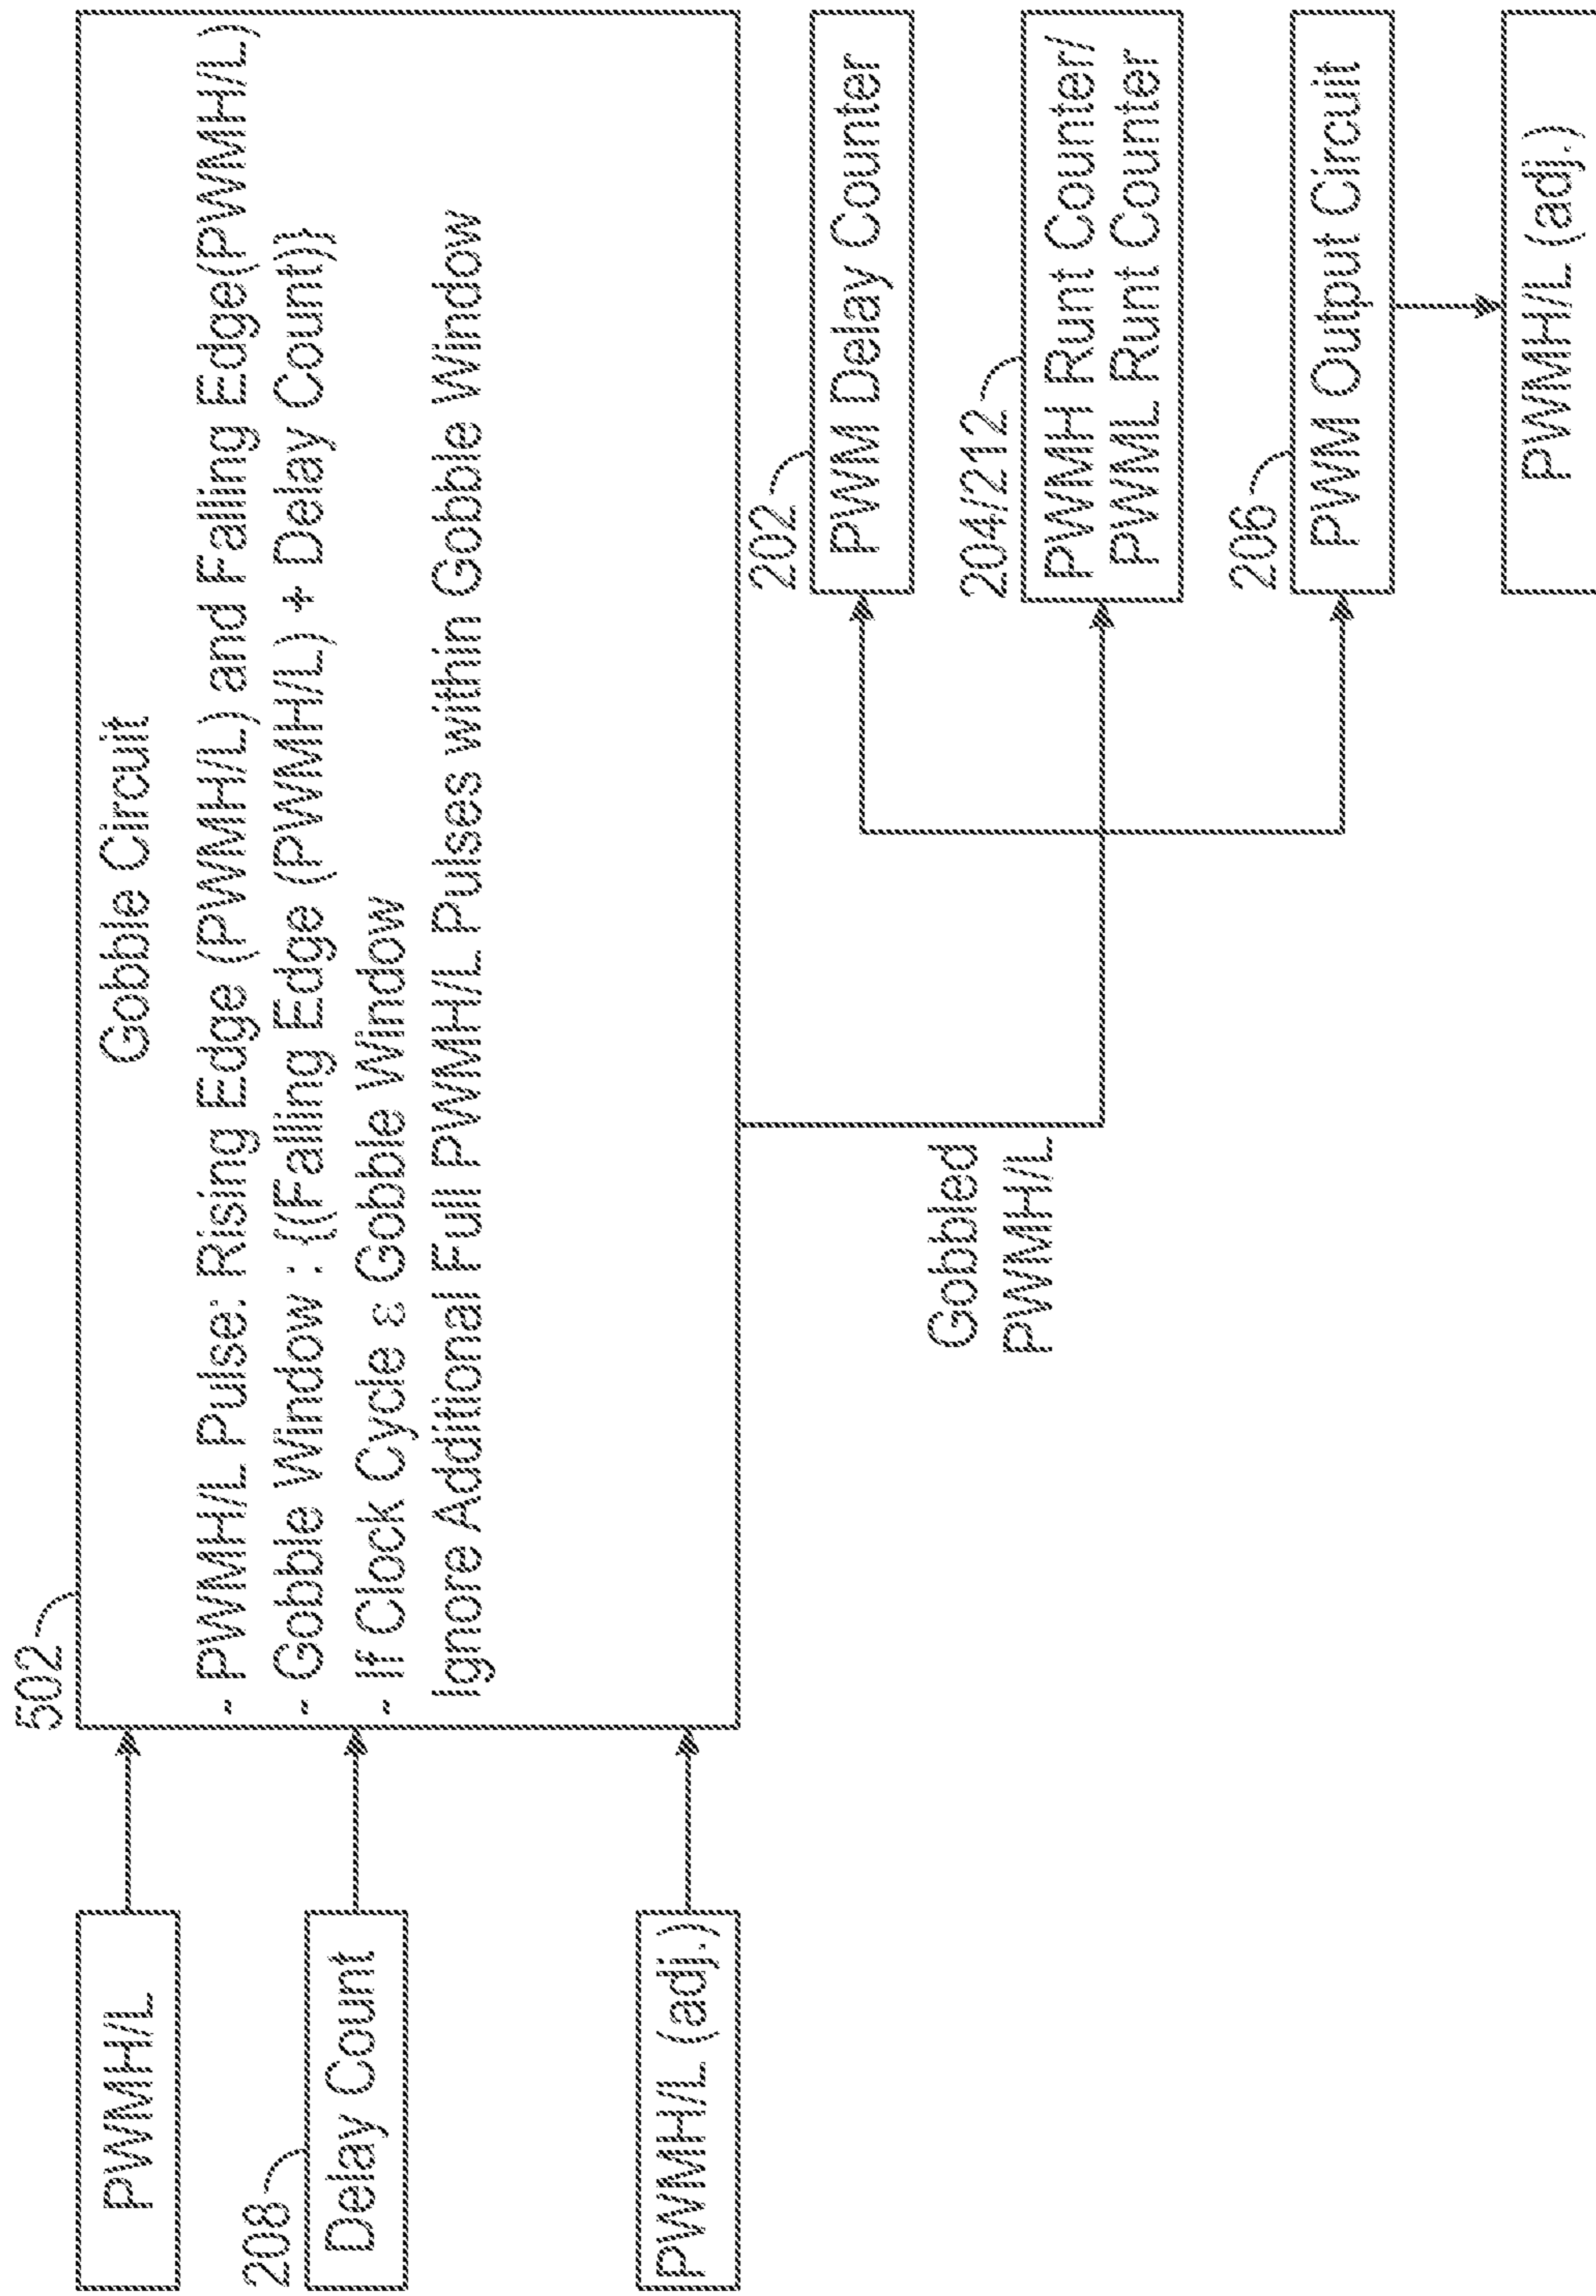 502
Gobble Circuit
- PWMH/L Pulse: Rising Edge (PWMH/L) and Falling Edge(PWMH/L)
- Gobble Window : {(Falling Edge (PWMH/L) + Delay Count)}
- If Clock Cycle ε Gobble Window
Ignore Additional Full PWMH/L Pulses within Gobble Window
PWMH/L
208
Delay Count
PWMH/L (adj.)
Gobbled
PWMH/L
202
PWM Delay Counter
204/212
PWMH Runt Counter/
PWML Runt Counter
206
PWM Output Circuit
PWMH/L (adj.)